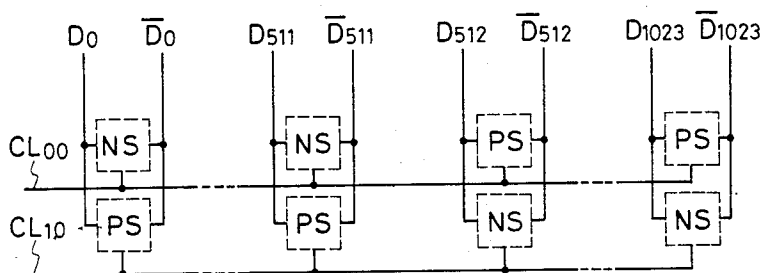 D0 D̅0 D511 D̅511 D512 D̅512 D1023 D̅1023
NS NS PS PS
CL00
PS PS NS NS
CL10